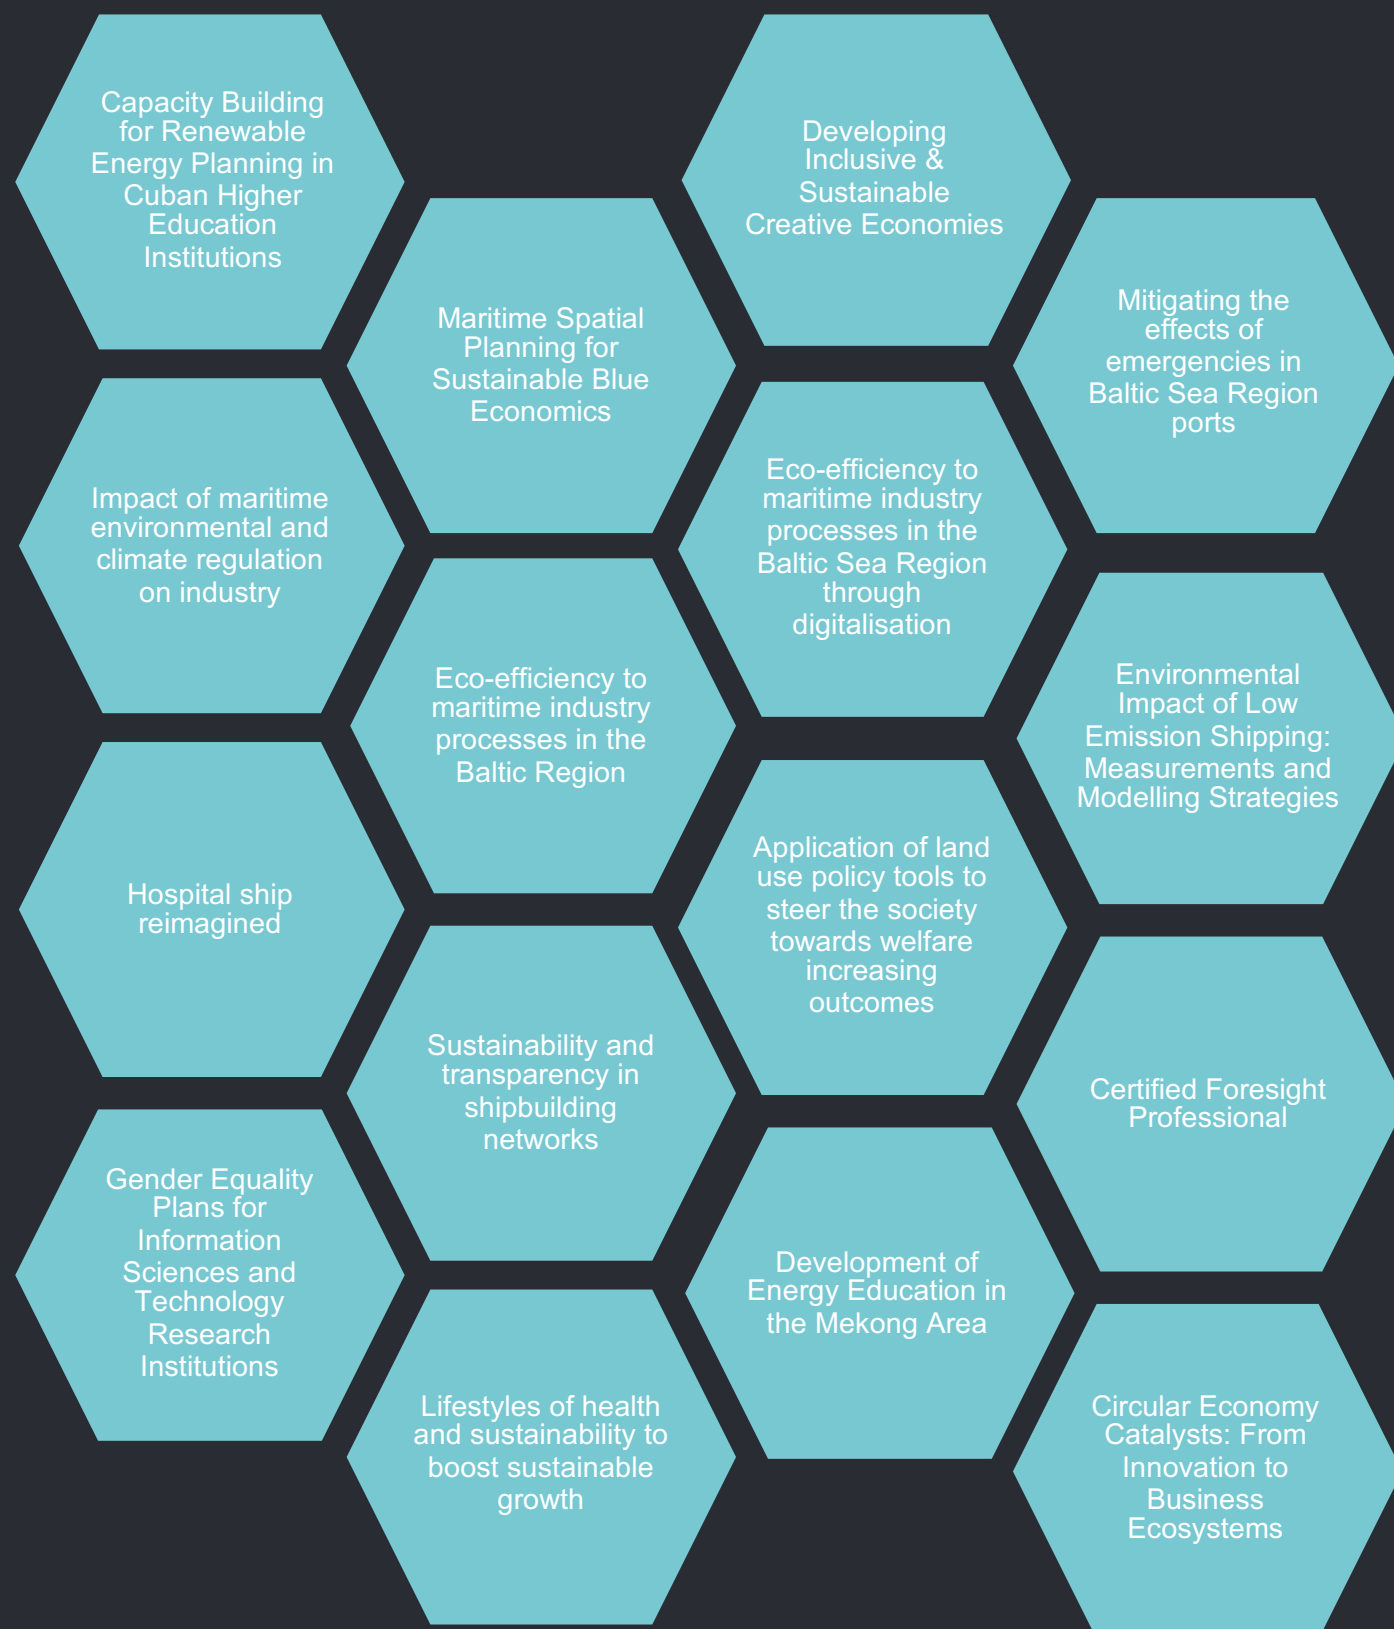 Capacity Building
for Renewable
Energy Planning in
Cuban Higher
Education
Institutions
Developing
Inclusive &
Sustainable
Creative Economies
Maritime Spatial
Planning for
Sustainable Blue
Economics
Mitigating the
effects of
emergencies in
Baltic Sea Region
ports
Impact of maritime
environmental and
climate regulation
on industry
Eco-efficiency to
maritime industry
processes in the
Baltic Sea Region
through
digitalisation
Eco-efficiency to
maritime industry
processes in the
Baltic Region
Environmental
Impact of Low
Emission Shipping:
Measurements and
Modelling Strategies
Hospital ship
reimagined
Application of land
use policy tools to
steer the society
towards welfare
increasing
outcomes
Sustainability and
transparency in
shipbuilding
networks
Certified Foresight
Professional
Gender Equality
Plans for
Information
Sciences and
Technology
Research
Institutions
Development of
Energy Education in
the Mekong Area
Lifestyles of health
and sustainability to
boost sustainable
growth
Circular Economy
Catalysts: From
Innovation to
Business
Ecosystems